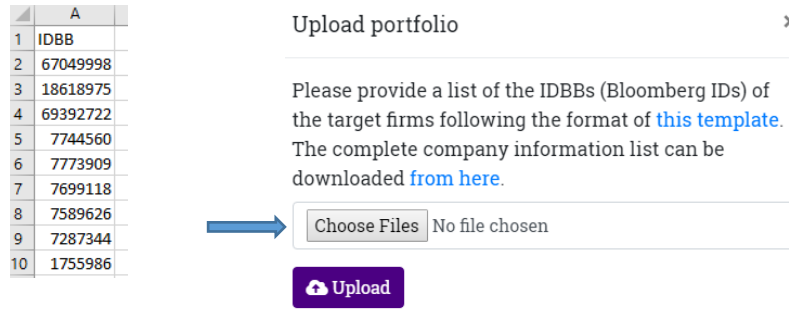 A
1 IDBB
2 67049998
3 18618975
4 69392722
5 7744560
6 7773909
7 7699118
8 7589626
9 7287344
10 1755986
Upload portfolio
Please provide a list of the IDBBs (Bloomberg IDs) of
the target firms following the format of this template.
The complete company information list can be
downloaded from here.
Choose Files No file chosen
Upload